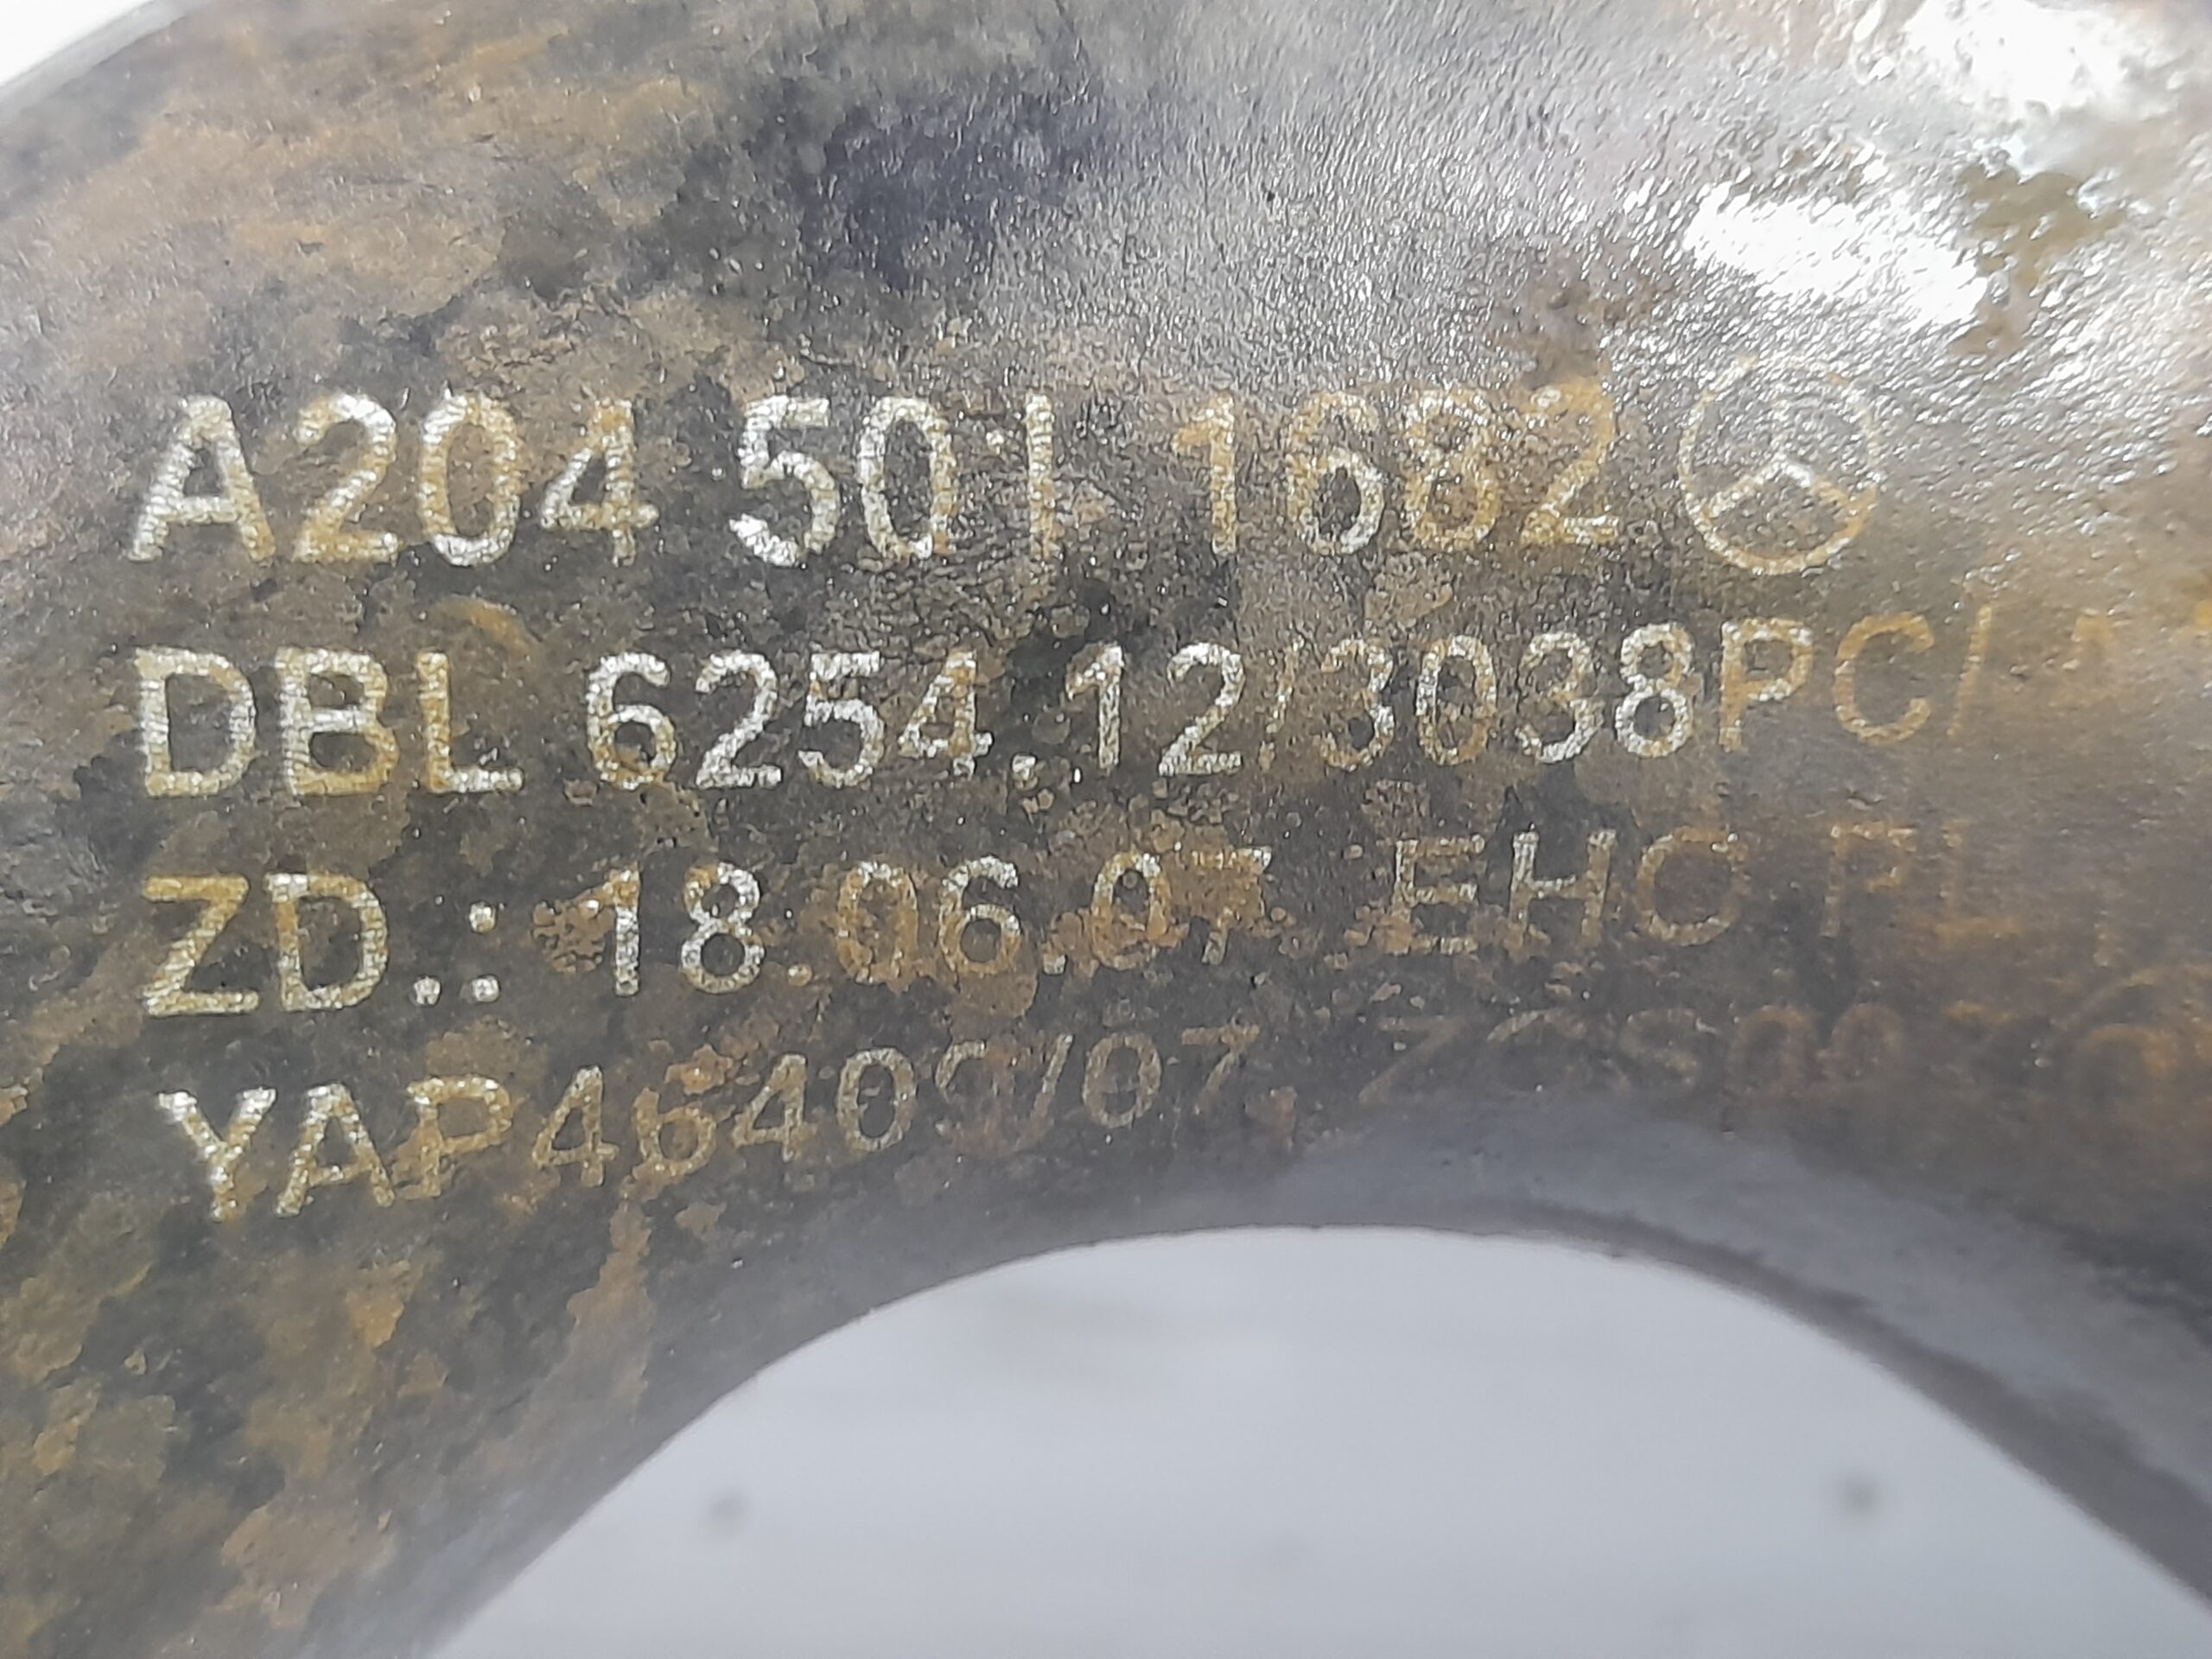 A204 501 1682
DBL 6254.12/3038PC/
ZD.: 18.06.07 EHC
YAP46409/07